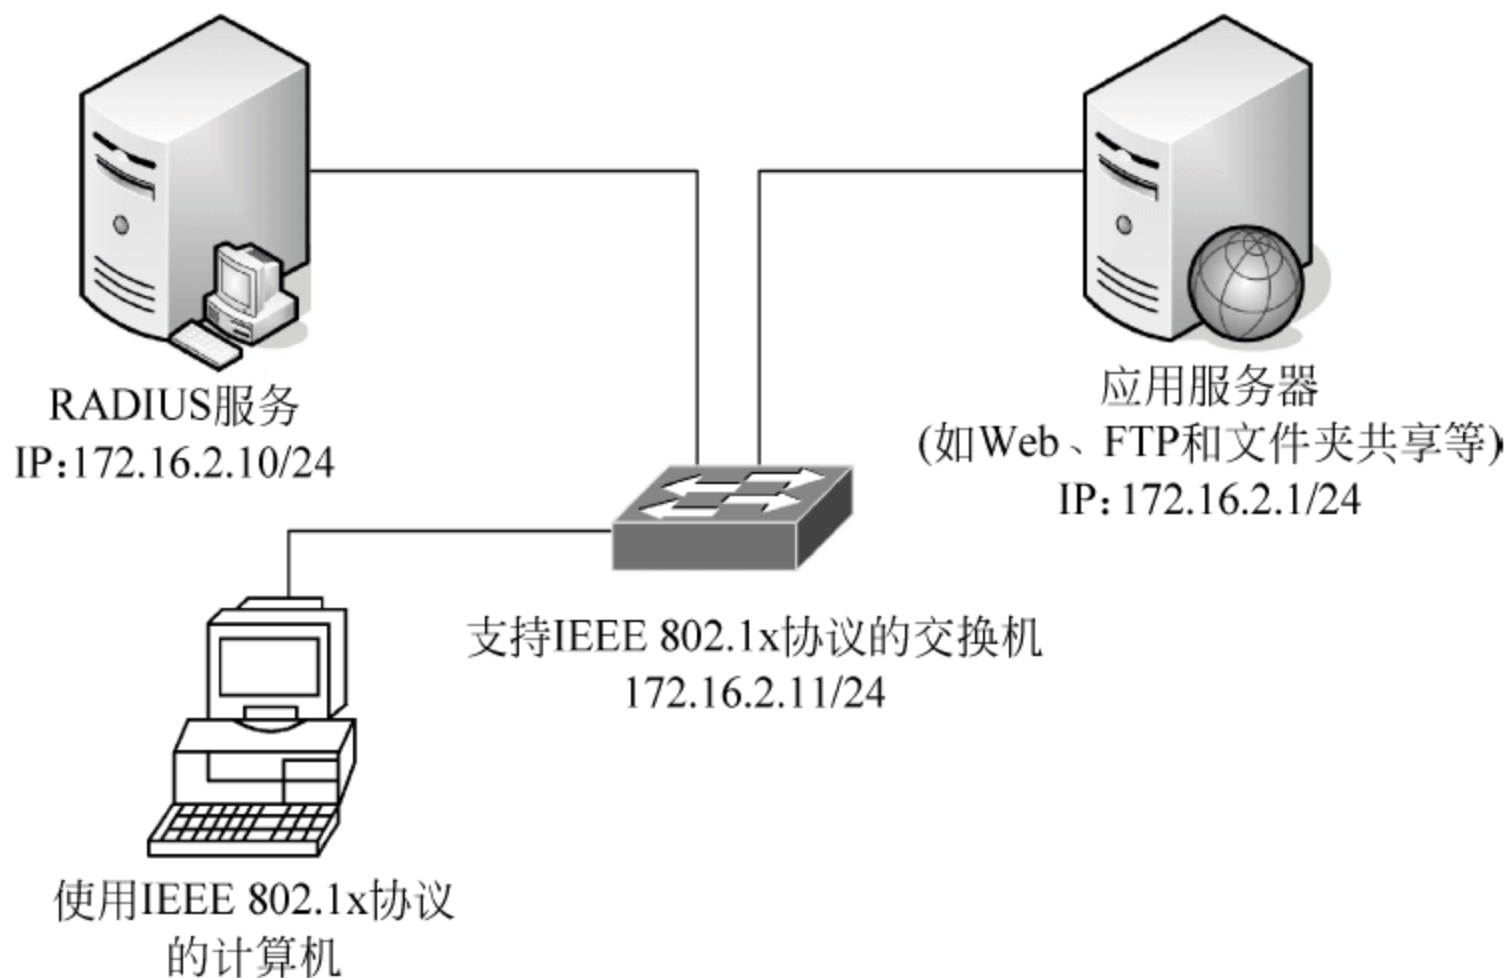 RADIUS服务
IP:172.16.2.10/24
应用服务器
(如Web、FTP和文件夹共享等)
IP:172.16.2.1/24
支持IEEE 802.1x协议的交换机
172.16.2.11/24
使用IEEE 802.1x协议
的计算机